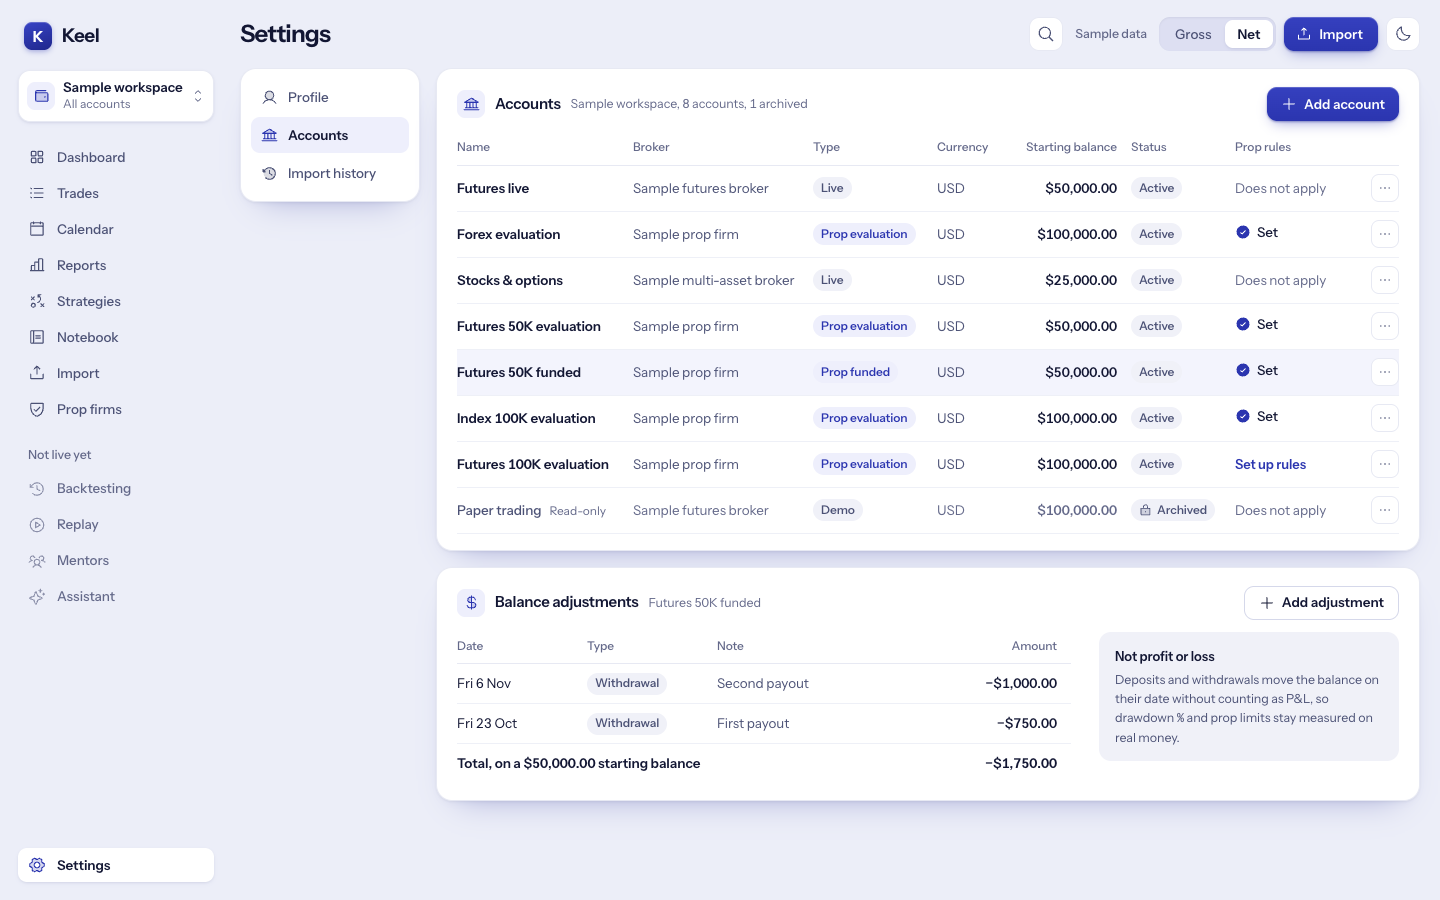 K Keel
Settings
Sample data
Gross Net
Import
Sample workspace
All accounts
Dashboard
Trades
Calendar
Reports
Strategies
Notebook
Import
Prop firms
Not live yet
Backtesting
Replay
Mentors
Assistant
Settings
Profile
Accounts
Import history
Accounts Sample workspace, 8 accounts, 1 archived
Add account
Name Broker Type Currency Starting balance Status Prop rules
Futures live Sample futures broker Live USD $50,000.00 Active Does not apply
Forex evaluation Sample prop firm Prop evaluation USD $100,000.00 Active Set
Stocks & options Sample multi-asset broker Live USD $25,000.00 Active Does not apply
Futures 50K evaluation Sample prop firm Prop evaluation USD $50,000.00 Active Set
Futures 50K funded Sample prop firm Prop funded USD $50,000.00 Active Set
Index 100K evaluation Sample prop firm Prop evaluation USD $100,000.00 Active Set
Futures 100K evaluation Sample prop firm Prop evaluation USD $100,000.00 Active Set up rules
Paper trading Read-only Sample futures broker Demo USD $100,000.00 Archived Does not apply
Balance adjustments Futures 50K funded
Add adjustment
Date Type Note Amount
Fri 6 Nov Withdrawal Second payout −$1,000.00
Fri 23 Oct Withdrawal First payout −$750.00
Total, on a $50,000.00 starting balance −$1,750.00
Not profit or loss
Deposits and withdrawals move the balance on
their date without counting as P&L, so
drawdown % and prop limits stay measured on
real money.